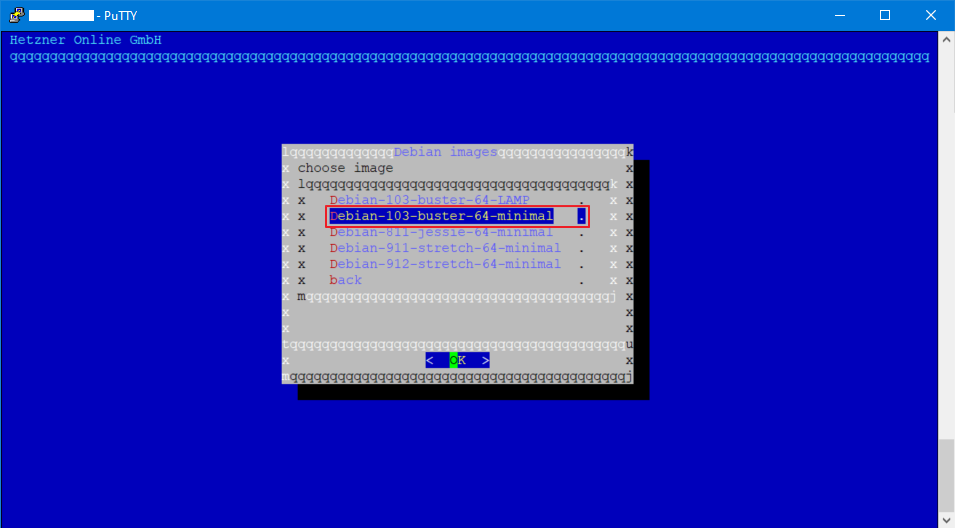 - PuTTY
Hetzner Online GmbH
qqqqqqqqqqqqqqqqqqqqqqqqqqqqqqqqqqqqqqqqqqqqqqqqqqqqqqqqqqqqqqqqqqqqqqqqqqqqqqqqqqqqqqqqqqqqqqqqqqqqqqqqqqqqqqqqqqq
lqqqqqqqqqqqqqDebian imagesqqqqqqqqqqqqqqqqk
x choose image x
x lqqqqqqqqqqqqqqqqqqqqqqqqqqqqqqqqqqqqqqk x
x x Debian-103-buster-64-LAMP . x x
x x Debian-103-buster-64-minimal . x x
x x Debian-811-jessie-64-minimal . x x
x x Debian-911-stretch-64-minimal . x x
x x Debian-912-stretch-64-minimal . x x
x x back . x x
x mqqqqqqqqqqqqqqqqqqqqqqqqqqqqqqqqqqqqqqj x
x x
x x
tqqqqqqqqqqqqqqqqqqqqqqqqqqqqqqqqqqqqqqqqqqu
x < OK > x
mqqqqqqqqqqqqqqqqqqqqqqqqqqqqqqqqqqqqqqqqqqj